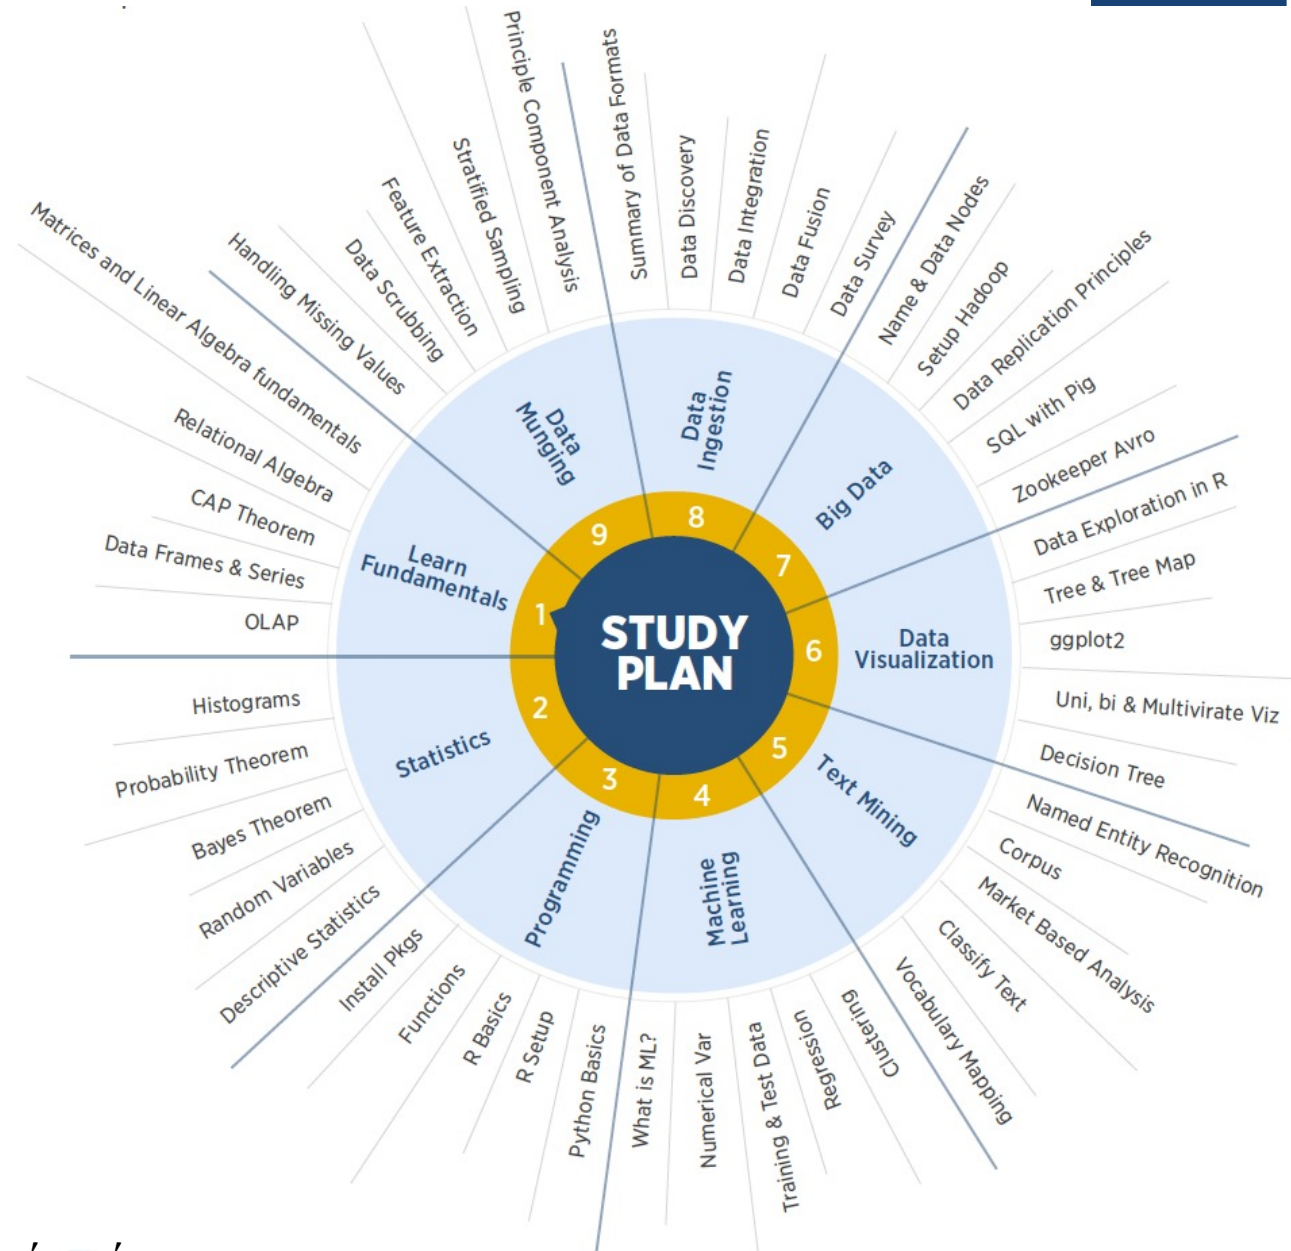 STUDY
PLAN
1
Learn
Fundamentals
Matrices and Linear Algebra fundamentals
Relational Algebra
CAP Theorem
Data Frames & Series
OLAP
2
Statistics
Histograms
Probability Theorem
Bayes Theorem
Random Variables
Descriptive Statistics
3
Programming
Install Pkgs
Functions
R Basics
R Setup
Python Basics
4
Machine
Learning
What is ML?
Numerical Var
Training & Test Data
Regression
Clustering
5
Text Mining
Vocabulary Mapping
Classify Text
Market Based Analysis
Corpus
Named Entity Recognition
6
Data
Visualization
Decision Tree
Uni, bi & Multivirate Viz
ggplot2
Tree & Tree Map
Data Exploration in R
7
Big Data
Zookeeper Avro
SQL with Pig
Data Replication Principles
Setup Hadoop
Name & Data Nodes
8
Data
Ingestion
Data Survey
Data Fusion
Data Integration
Data Discovery
Summary of Data Formats
9
Data
Munging
Principle Component Analysis
Stratified Sampling
Feature Extraction
Data Scrubbing
Handling Missing Values